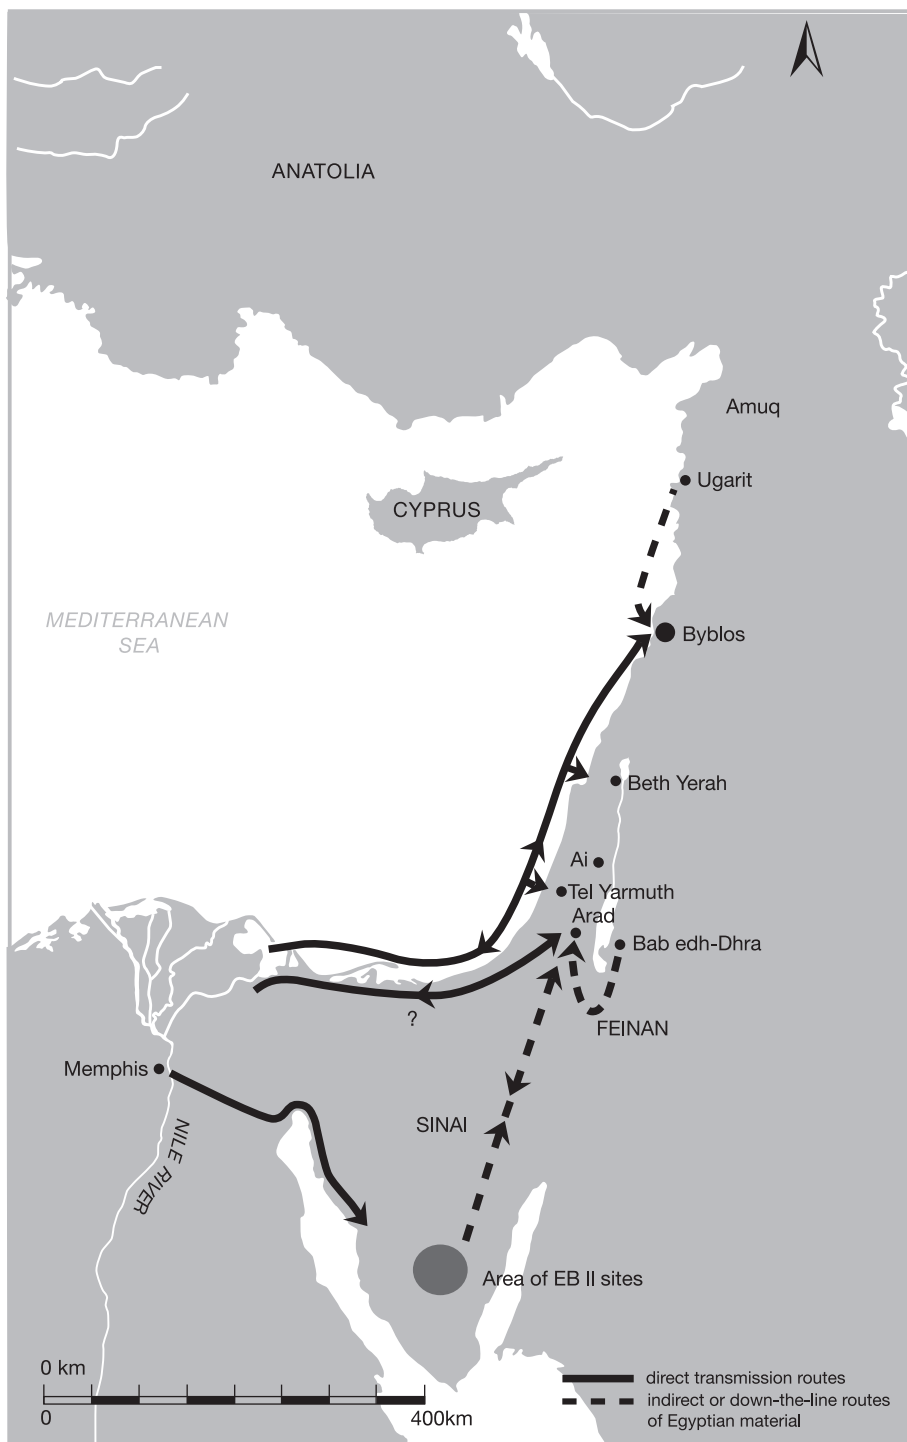 ANATOLIA
Amuq
Ugarit
CYPRUS
MEDITERRANEAN
SEA
Byblos
Beth Yerah
Ai
Tel Yarmuth
Arad
Bab edh-Dhra
?
FEINAN
Memphis
SINAI
NILE RIVER
Area of EB II sites
0 km
0
400km
direct transmission routes
indirect or down-the-line routes
of Egyptian material